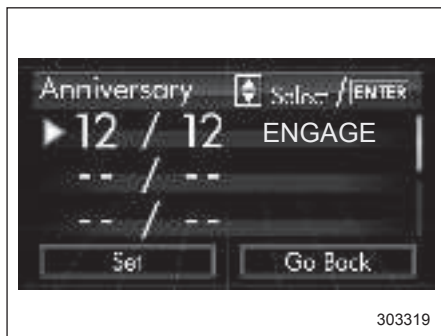 Anniversary Select /ENTER
12 / 12 ENGAGE
-- / --
-- / --
Set Go Back
303319